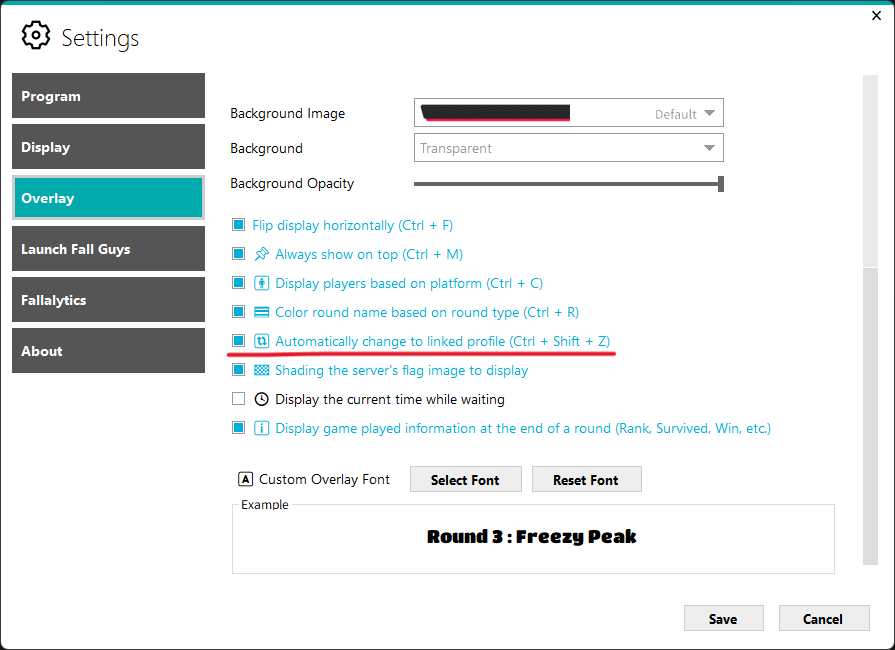 Settings
Program
Display
Overlay
Launch Fall Guys
Fallalytics
About
Background Image
Default
Background
Transparent
Background Opacity
Flip display horizontally (Ctrl + F)
Always show on top (Ctrl + M)
Display players based on platform (Ctrl + C)
Color round name based on round type (Ctrl + R)
Automatically change to linked profile (Ctrl + Shift + Z)
Shading the server's flag image to display
Display the current time while waiting
Display game played information at the end of a round (Rank, Survived, Win, etc.)
A Custom Overlay Font
Select Font
Reset Font
Example
Round 3 : Freezy Peak
Save
Cancel